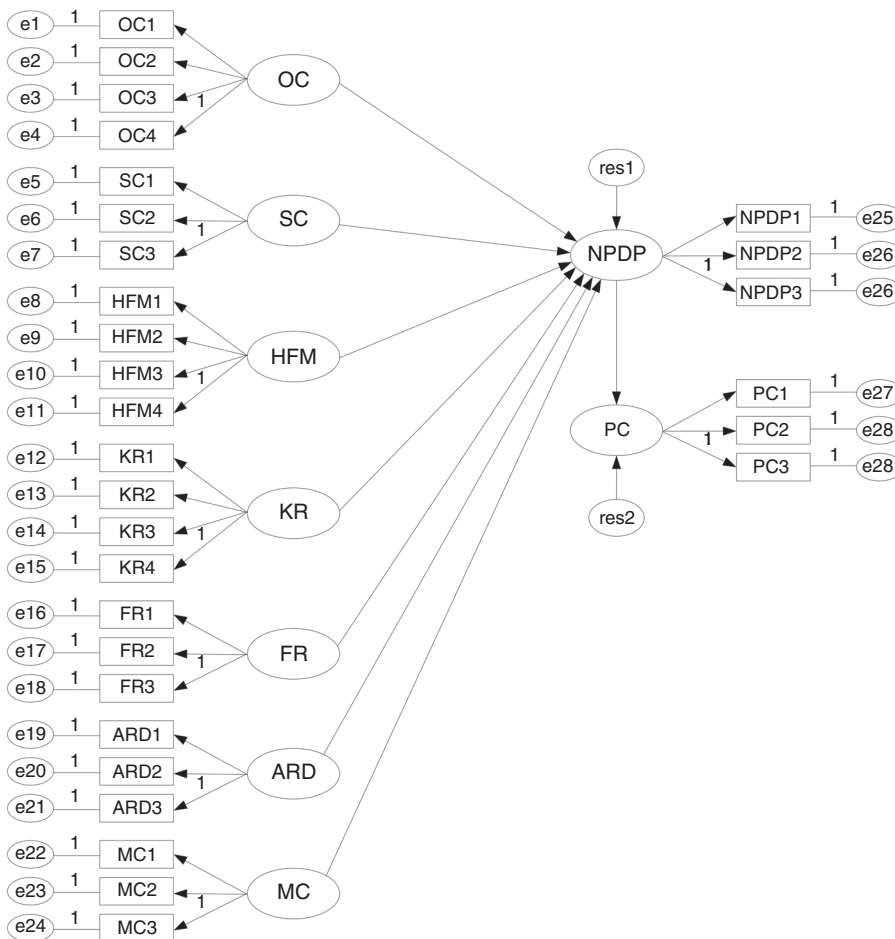 e1 1 OC1
e2 1 OC2
OC
e3 1 OC3
1
e4 1 OC4
e5 1 SC1
e6 1 SC2
SC
1
e7 1 SC3
res1
NPDP
NPDP1 1 e25
NPDP2 1 e26
1
NPDP3 1 e26
e8 1 HFM1
e9 1 HFM2
HFM
e10 1 HFM3
1
e11 1 HFM4
PC1 1 e27
PC
PC2 1 e28
1
PC3 1 e28
res2
e12 1 KR1
e13 1 KR2
KR
e14 1 KR3
1
e15 1 KR4
e16 1 FR1
e17 1 FR2
FR
1
e18 1 FR3
e19 1 ARD1
e20 1 ARD2
ARD
1
e21 1 ARD3
e22 1 MC1
e23 1 MC2
MC
1
e24 1 MC3